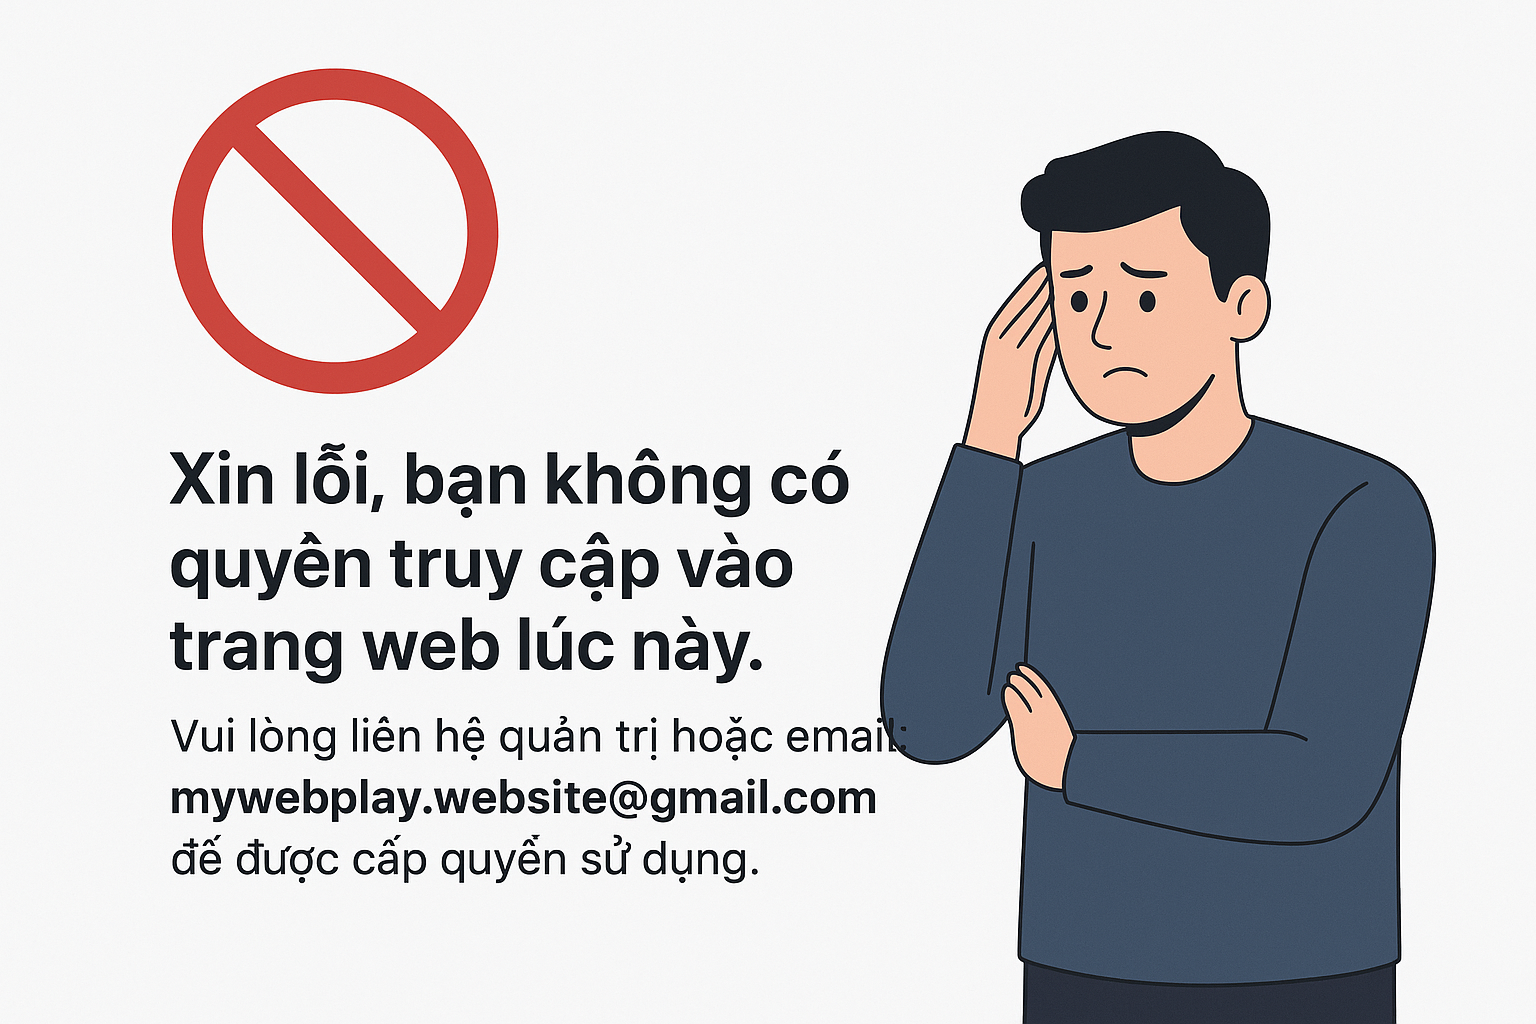 Xin lỗi, bạn không có
quyền truy cập vào
trang web lúc này.
Vui lòng liên hệ quản trị hoặc email:
mywebplay.website@gmail.com
đế được cấp quyển sử dụng.